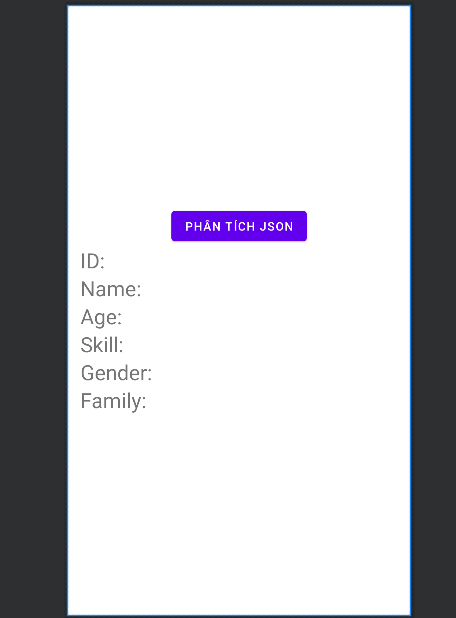 PHÂN TÍCH JSON
ID:
Name:
Age:
Skill:
Gender:
Family: